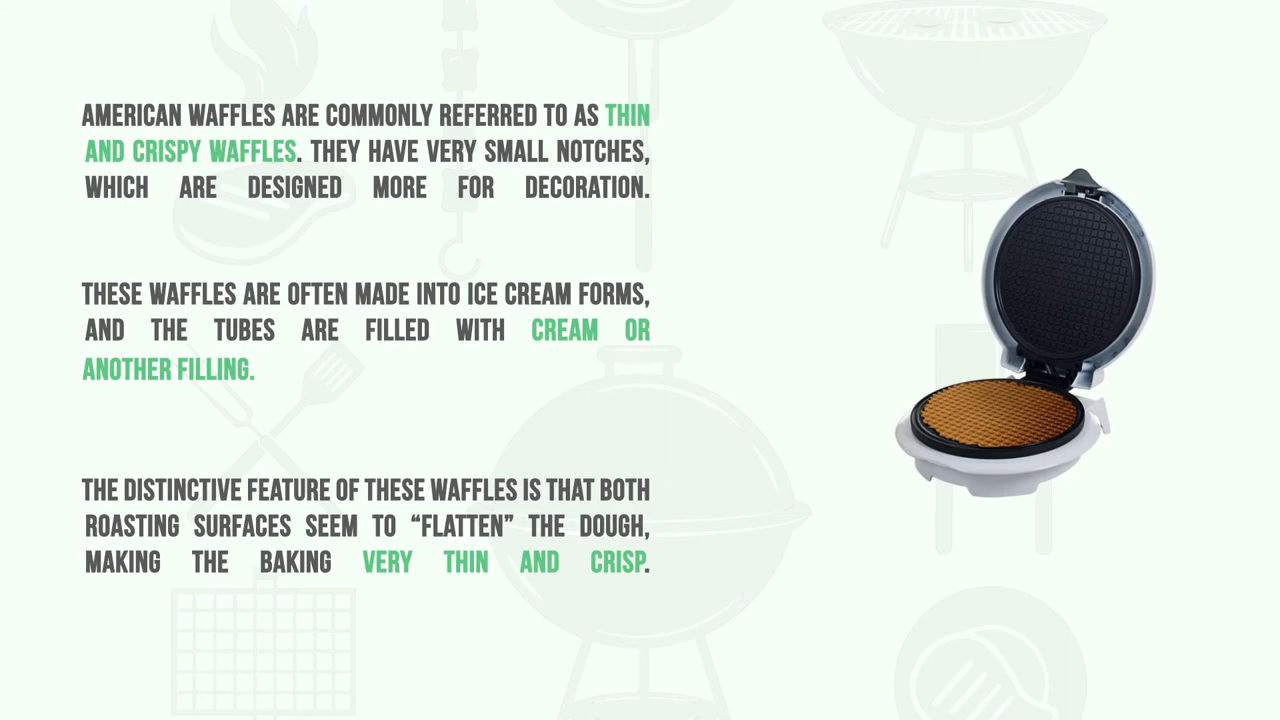 AMERICAN WAFFLES ARE COMMONLY REFERRED TO AS THIN
AND CRISPY WAFFLES. THEY HAVE VERY SMALL NOTCHES,
WHICH ARE DESIGNED MORE FOR DECORATION.
THESE WAFFLES ARE OFTEN MADE INTO ICE CREAM FORMS,
AND THE TUBES ARE FILLED WITH CREAM OR
ANOTHER FILLING.
THE DISTINCTIVE FEATURE OF THESE WAFFLES IS THAT BOTH
ROASTING SURFACES SEEM TO “FLATTEN” THE DOUGH,
MAKING THE BAKING VERY THIN AND CRISP.